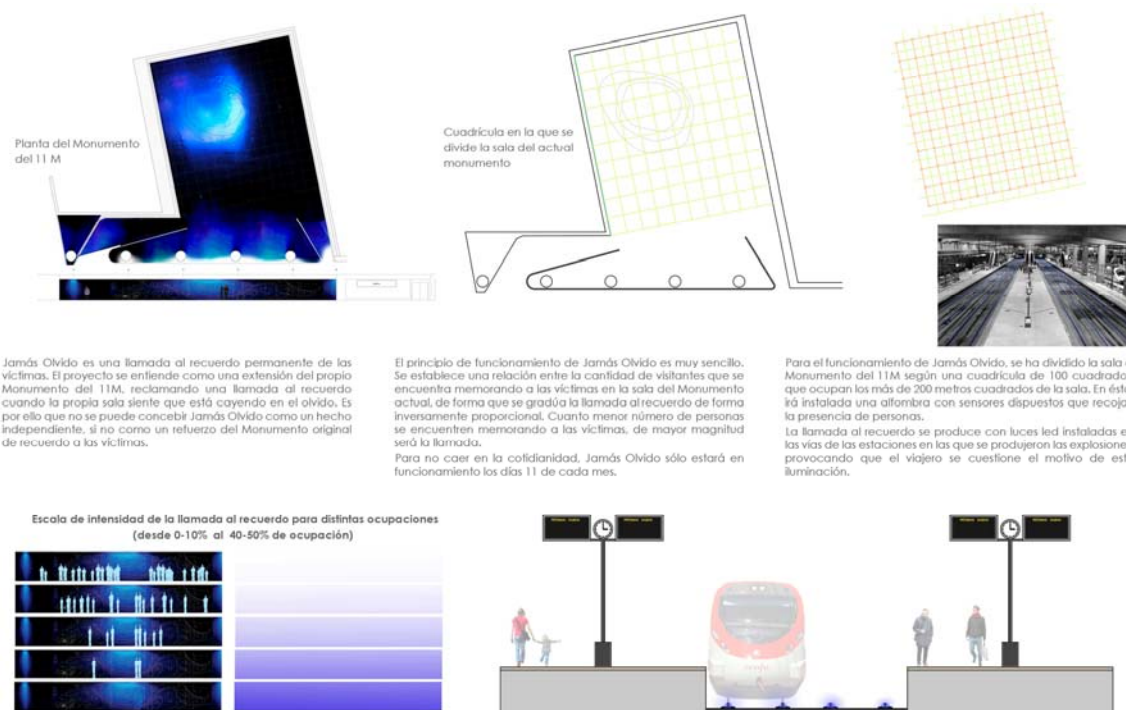 Planta del Monumento
del 11 M
Cuadrícula en la que se
divide la sala del actual
monumento
Jamás Olvido es una llamada al recuerdo permanente de las
víctimas. El proyecto se entiende como una extensión del propio
Monumento del 11M, reclamando una llamada al recuerdo
cuando la propia sala siente que está cayendo en el olvido. Es
por ello que no se puede concebir Jamás Olvido como un hecho
independiente, si no como un refuerzo del Monumento original
de recuerdo a las víctimas.
El principio de funcionamiento de Jamás Olvido es muy sencillo.
Se establece una relación entre la cantidad de visitantes que se
encuentra memorando a las víctimas en la sala del Monumento
actual, de forma que se gradúa la llamada al recuerdo de forma
inversamente proporcional. Cuanto menor número de personas
se encuentren memorando a las víctimas, de mayor magnitud
será la llamada.
Para no caer en la cotidianidad, Jamás Olvido sólo estará en
funcionamiento los días 11 de cada mes.
Para el funcionamiento de Jamás Olvido, se ha dividido la sala
Monumento del 11M según una cuadrícula de 100 cuadrado
que ocupan los más de 200 metros cuadrados de la sala. En ést
irá instalada una alfombra con sensores dispuestos que recoja
la presencia de personas.
La llamada al recuerdo se produce con luces led instaladas e
las vías de las estaciones en las que se produjeron las explosione
provocando que el viajero se cuestione el motivo de est
iluminación.
Escala de intensidad de la llamada al recuerdo para distintas ocupaciones
(desde 0-10% al 40-50% de ocupación)